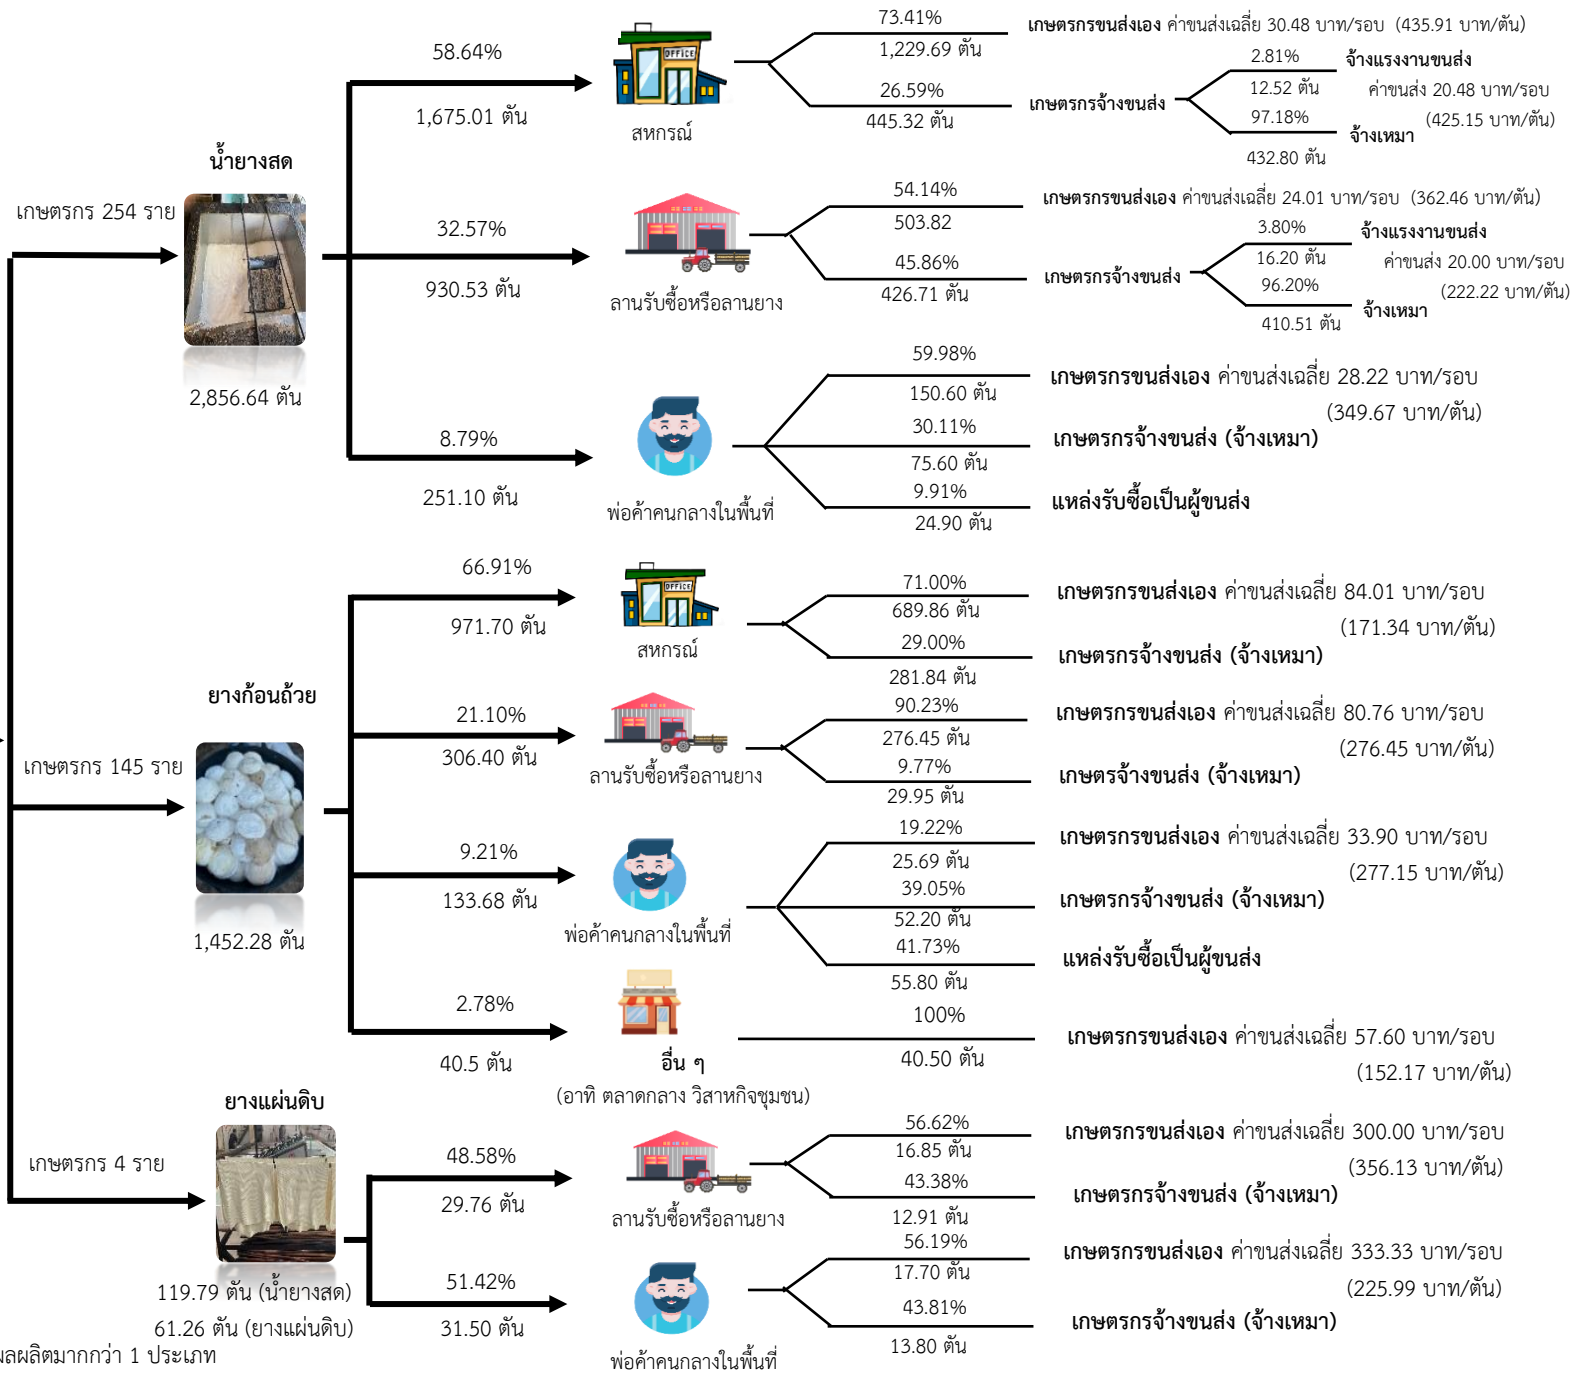 73.41%
เกษตรกรขนส่งเอง ค่าขนส่งเฉลี่ย 30.48 บาท/รอบ (435.91 บาท/ตัน)
1,229.69 ตัน
58.64%
1,675.01 ตัน
OFFICE
สหกรณ์
26.59%
445.32 ตัน
เกษตรกรจ้างขนส่ง
2.81%
จ้างแรงงานขนส่ง
12.52 ตัน
ค่าขนส่ง 20.48 บาท/รอบ
(425.15 บาท/ตัน)
97.18%
จ้างเหมา
432.80 ตัน
น้ำยางสด
เกษตรกร 254 ราย
2,856.64 ตัน
32.57%
930.53 ตัน
ลานรับซื้อหรือลานยาง
54.14%
เกษตรกรขนส่งเอง ค่าขนส่งเฉลี่ย 24.01 บาท/รอบ (362.46 บาท/ตัน)
503.82
45.86%
426.71 ตัน
เกษตรกรจ้างขนส่ง
3.80%
จ้างแรงงานขนส่ง
16.20 ตัน
ค่าขนส่ง 20.00 บาท/รอบ
(222.22 บาท/ตัน)
96.20%
จ้างเหมา
410.51 ตัน
8.79%
251.10 ตัน
พ่อค้าคนกลางในพื้นที่
59.98%
เกษตรกรขนส่งเอง ค่าขนส่งเฉลี่ย 28.22 บาท/รอบ
150.60 ตัน
(349.67 บาท/ตัน)
30.11%
เกษตรกรจ้างขนส่ง (จ้างเหมา)
75.60 ตัน
9.91%
แหล่งรับซื้อเป็นผู้ขนส่ง
24.90 ตัน
ยางก้อนถ้วย
เกษตรกร 145 ราย
1,452.28 ตัน
66.91%
971.70 ตัน
OFFICE
สหกรณ์
71.00%
เกษตรกรขนส่งเอง ค่าขนส่งเฉลี่ย 84.01 บาท/รอบ
689.86 ตัน
(171.34 บาท/ตัน)
29.00%
เกษตรกรจ้างขนส่ง (จ้างเหมา)
281.84 ตัน
21.10%
306.40 ตัน
ลานรับซื้อหรือลานยาง
90.23%
เกษตรกรขนส่งเอง ค่าขนส่งเฉลี่ย 80.76 บาท/รอบ
276.45 ตัน
(276.45 บาท/ตัน)
9.77%
เกษตรจ้างขนส่ง (จ้างเหมา)
29.95 ตัน
9.21%
133.68 ตัน
พ่อค้าคนกลางในพื้นที่
19.22%
เกษตรกรขนส่งเอง ค่าขนส่งเฉลี่ย 33.90 บาท/รอบ
25.69 ตัน
(277.15 บาท/ตัน)
39.05%
เกษตรกรจ้างขนส่ง (จ้างเหมา)
52.20 ตัน
41.73%
แหล่งรับซื้อเป็นผู้ขนส่ง
55.80 ตัน
2.78%
40.5 ตัน
อื่น ๆ
(อาทิ ตลาดกลาง วิสาหกิจชุมชน)
100%
เกษตรกรขนส่งเอง ค่าขนส่งเฉลี่ย 57.60 บาท/รอบ
40.50 ตัน
(152.17 บาท/ตัน)
ยางแผ่นดิบ
เกษตรกร 4 ราย
119.79 ตัน (น้ำยางสด)
61.26 ตัน (ยางแผ่นดิบ)
48.58%
29.76 ตัน
ลานรับซื้อหรือลานยาง
56.62%
เกษตรกรขนส่งเอง ค่าขนส่งเฉลี่ย 300.00 บาท/รอบ
16.85 ตัน
(356.13 บาท/ตัน)
43.38%
เกษตรกรจ้างขนส่ง (จ้างเหมา)
12.91 ตัน
51.42%
31.50 ตัน
พ่อค้าคนกลางในพื้นที่
56.19%
เกษตรกรขนส่งเอง ค่าขนส่งเฉลี่ย 333.33 บาท/รอบ
17.70 ตัน
(225.99 บาท/ตัน)
43.81%
เกษตรกรจ้างขนส่ง (จ้างเหมา)
13.80 ตัน
ผลผลิตมากกว่า 1 ประเภท